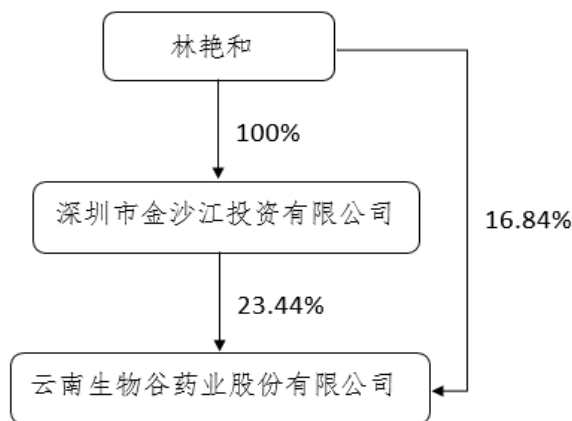 林艳和
100%
深圳市金沙江投资有限公司
16.84%
23.44%
云南生物谷药业股份有限公司